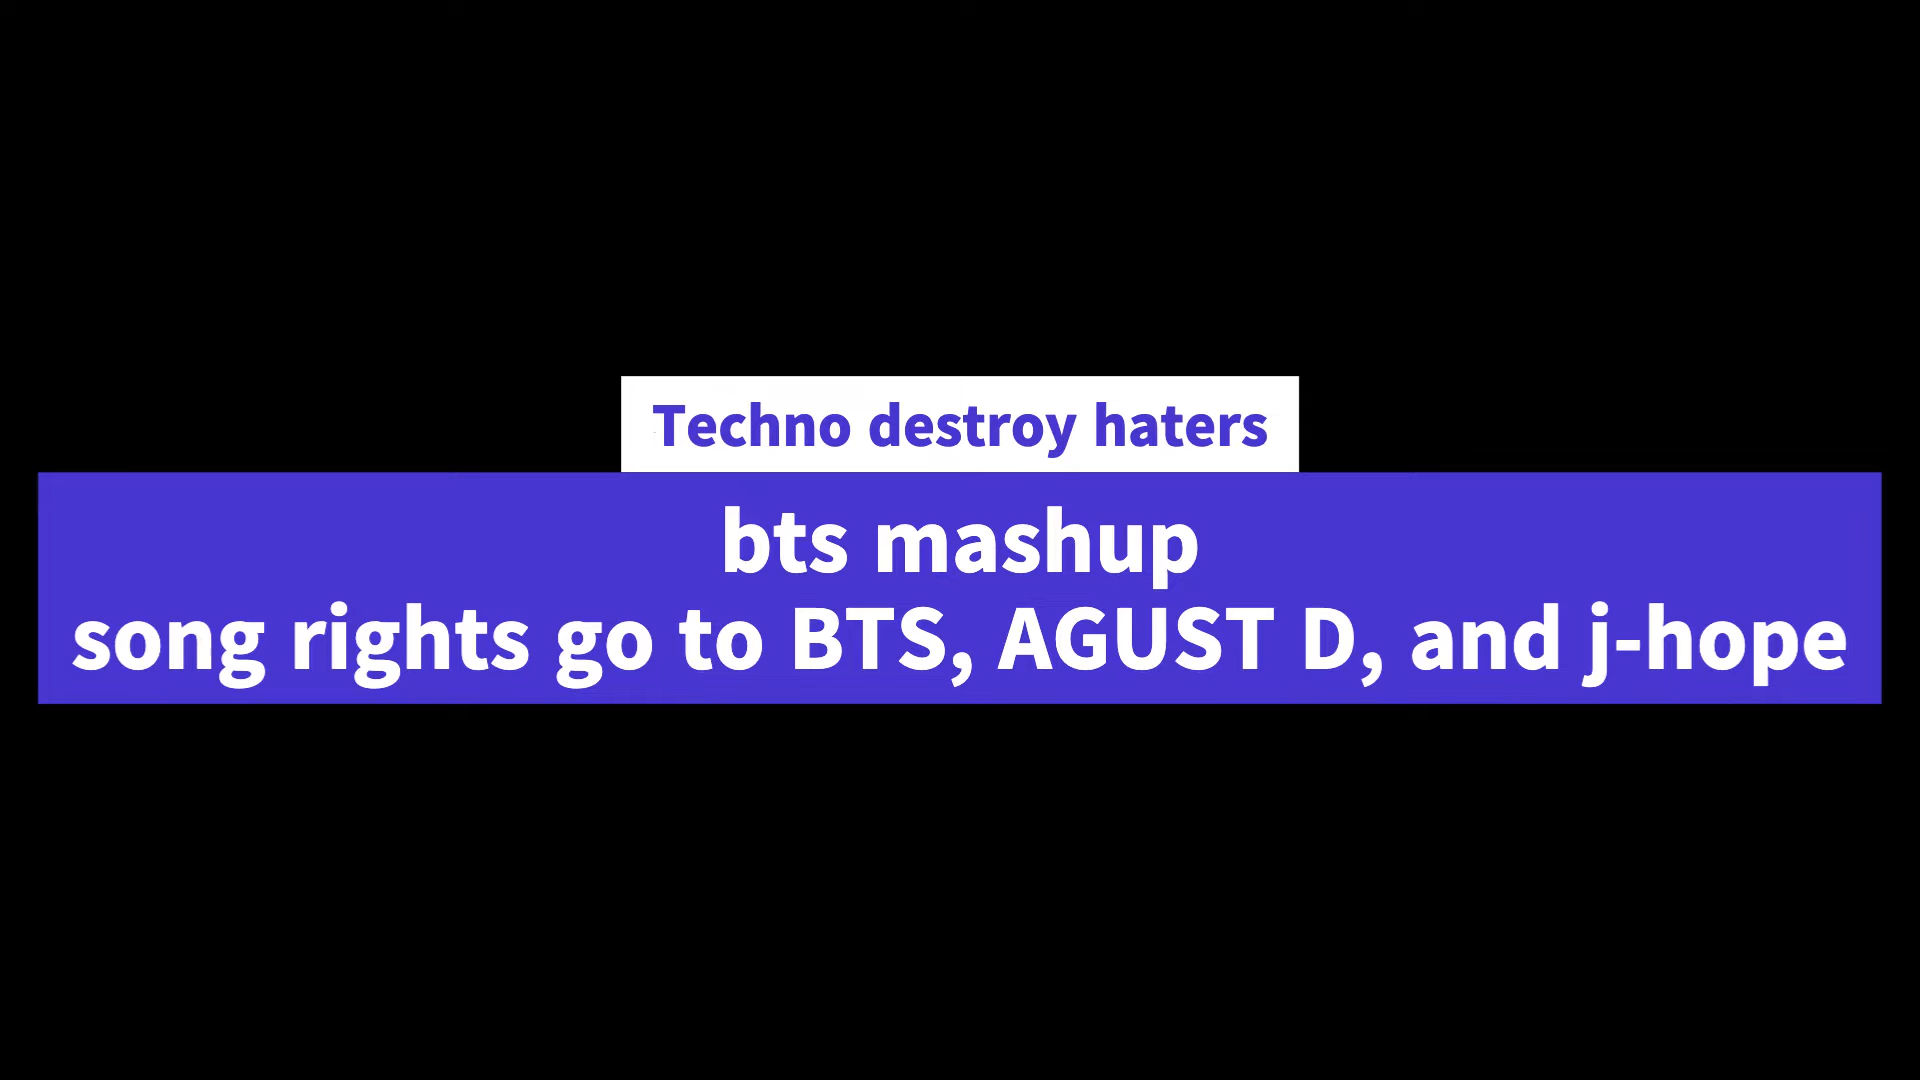 Techno destroy haters
bts mashup
song rights go to BTS, AGUST D, and j-hope